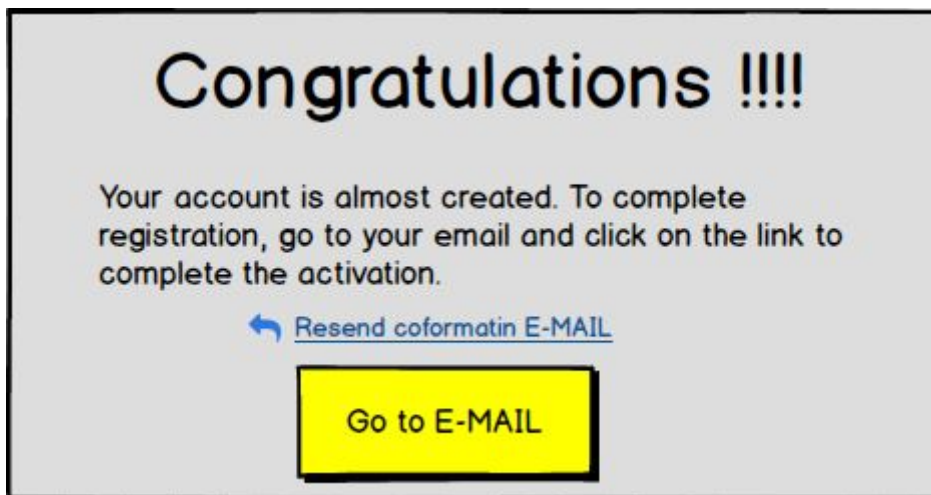 Congratulations !!!!
Your account is almost created. To complete
registration, go to your email and click on the link to
complete the activation.
Resend coformatin E-MAIL
Go to E-MAIL